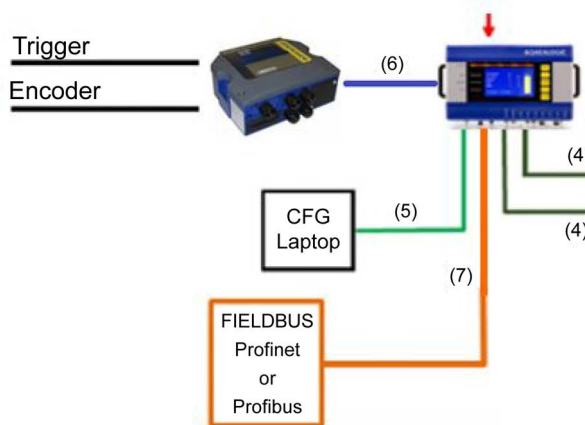 Trigger
Encoder
(6)
(4
(4)
(5)
CFG
Laptop
(7)
FIELDBUS
Profinet
or
Profibus